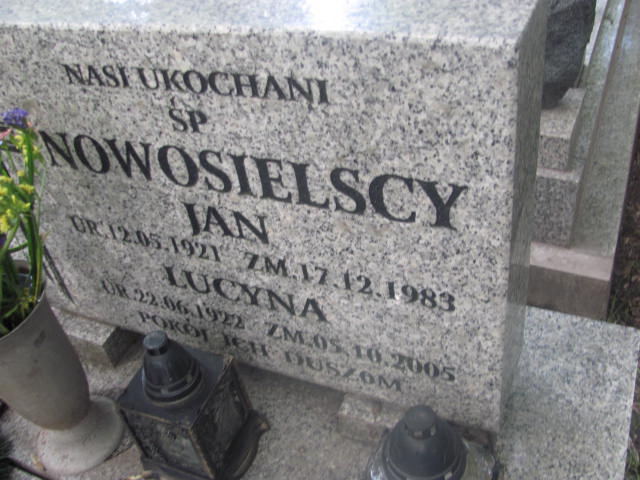 NASI UKOCHANI
ŚP
NOWOSIELSCY
JAN
UR.12.05.1921 ZM.17.12.1983
LUCYNA
UR.22.06.1922 ZM.05.10.2005
POKÓJ ICH DUSZOM